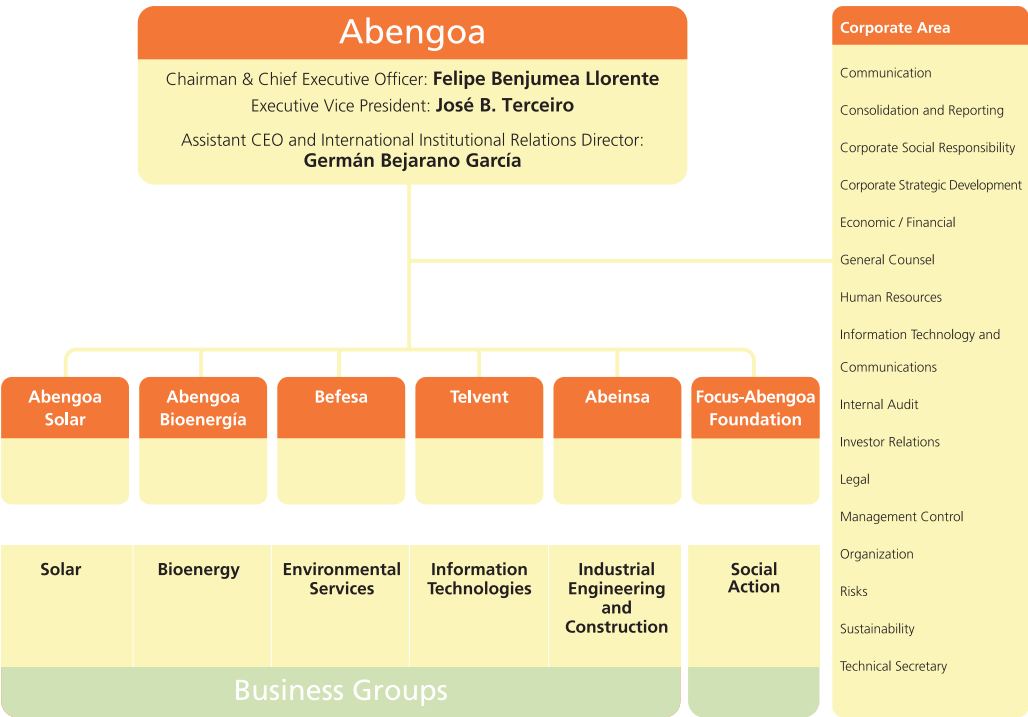 Abengoa
Chairman & Chief Executive Officer: Felipe Benjumea Llorente
Executive Vice President: José B. Terceiro
Assistant CEO and International Institutional Relations Director:
Germán Bejarano García
Corporate Area
Communication
Consolidation and Reporting
Corporate Social Responsibility
Corporate Strategic Development
Economic / Financial
General Counsel
Human Resources
Information Technology and
Communications
Internal Audit
Investor Relations
Legal
Management Control
Organization
Risks
Sustainability
Technical Secretary
Abengoa
Solar
Abengoa
Bioenergía
Befesa
Telvent
Abeinsa
Focus-Abengoa
Foundation
Solar
Bioenergy
Environmental
Services
Information
Technologies
Industrial
Engineering
and
Construction
Social
Action
Business Groups